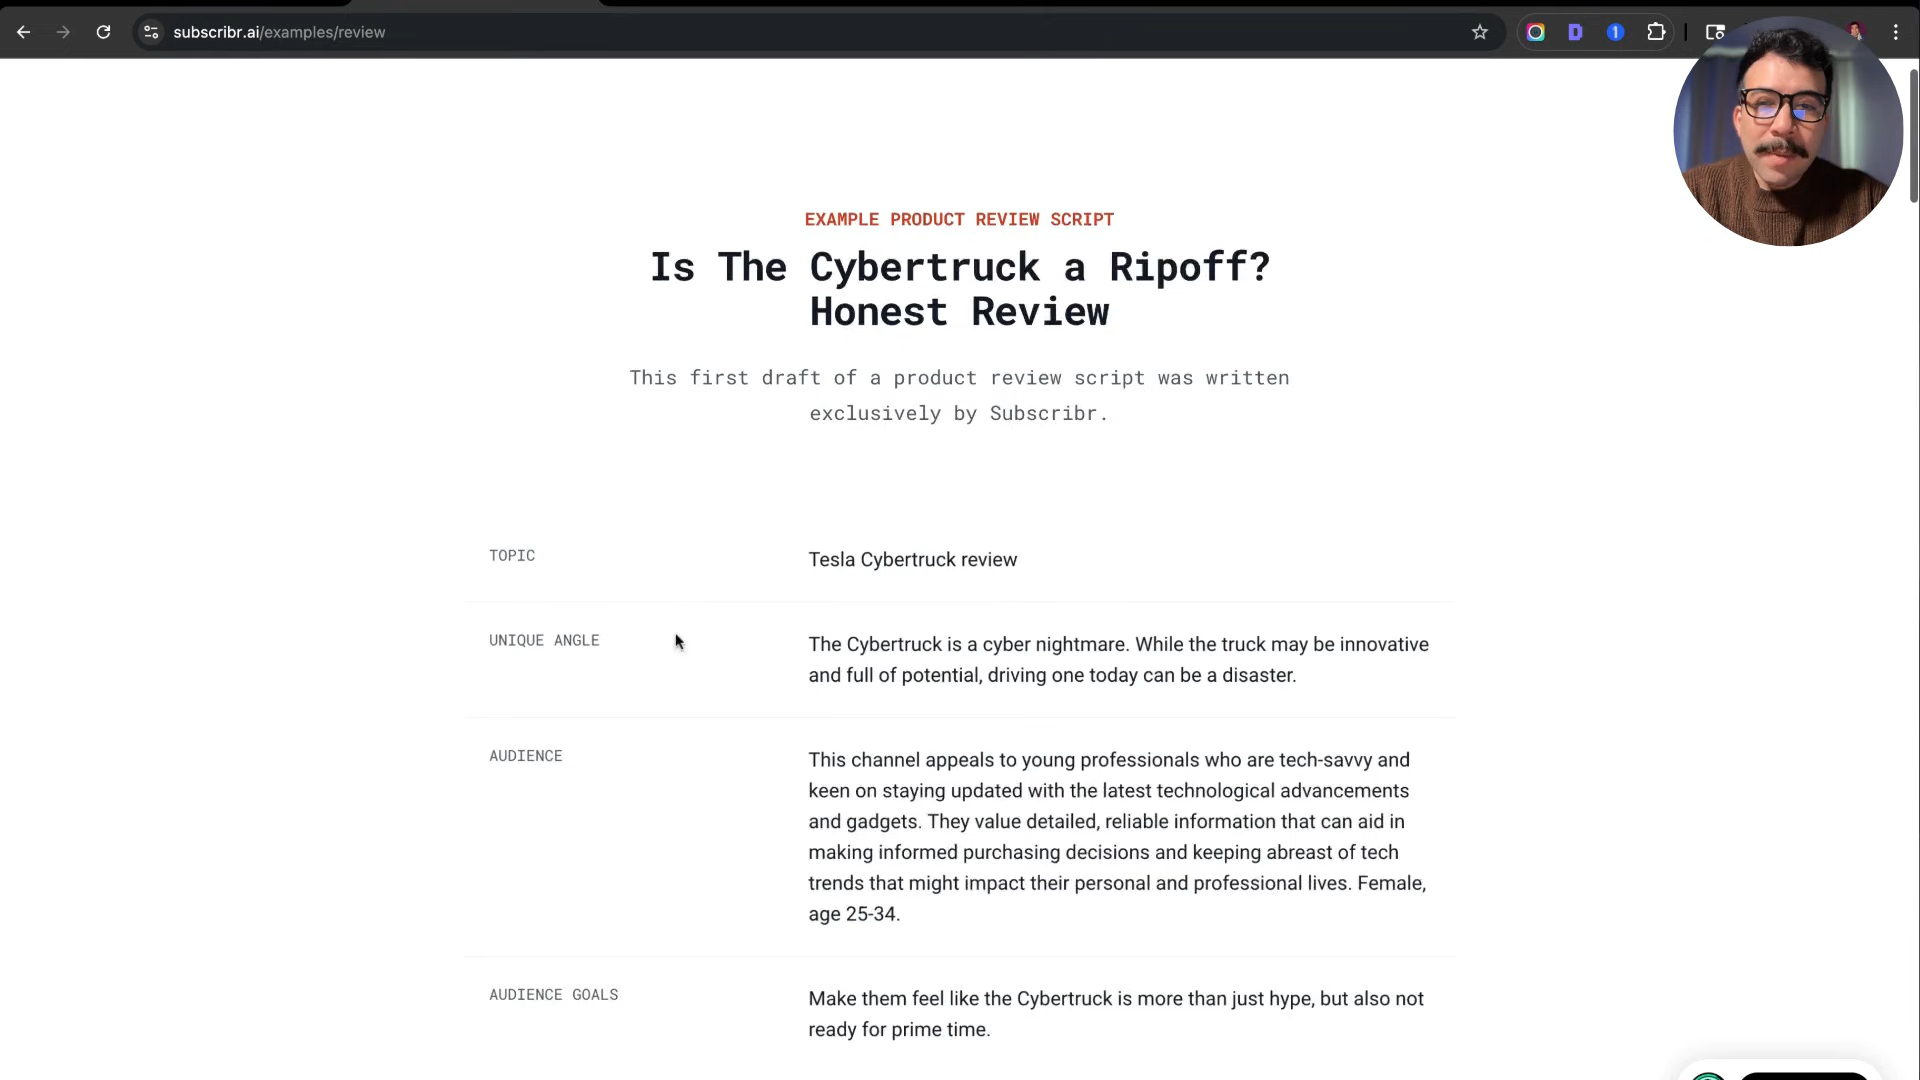 subscribr.ai/examples/review
EXAMPLE PRODUCT REVIEW SCRIPT
Is The Cybertruck a Ripoff?
Honest Review
This first draft of a product review script was written
exclusively by Subscribr.
TOPIC
Tesla Cybertruck review
UNIQUE ANGLE
The Cybertruck is a cyber nightmare. While the truck may be innovative
and full of potential, driving one today can be a disaster.
AUDIENCE
This channel appeals to young professionals who are tech-savvy and
keen on staying updated with the latest technological advancements
and gadgets. They value detailed, reliable information that can aid in
making informed purchasing decisions and keeping abreast of tech
trends that might impact their personal and professional lives. Female,
age 25-34.
AUDIENCE GOALS
Make them feel like the Cybertruck is more than just hype, but also not
ready for prime time.